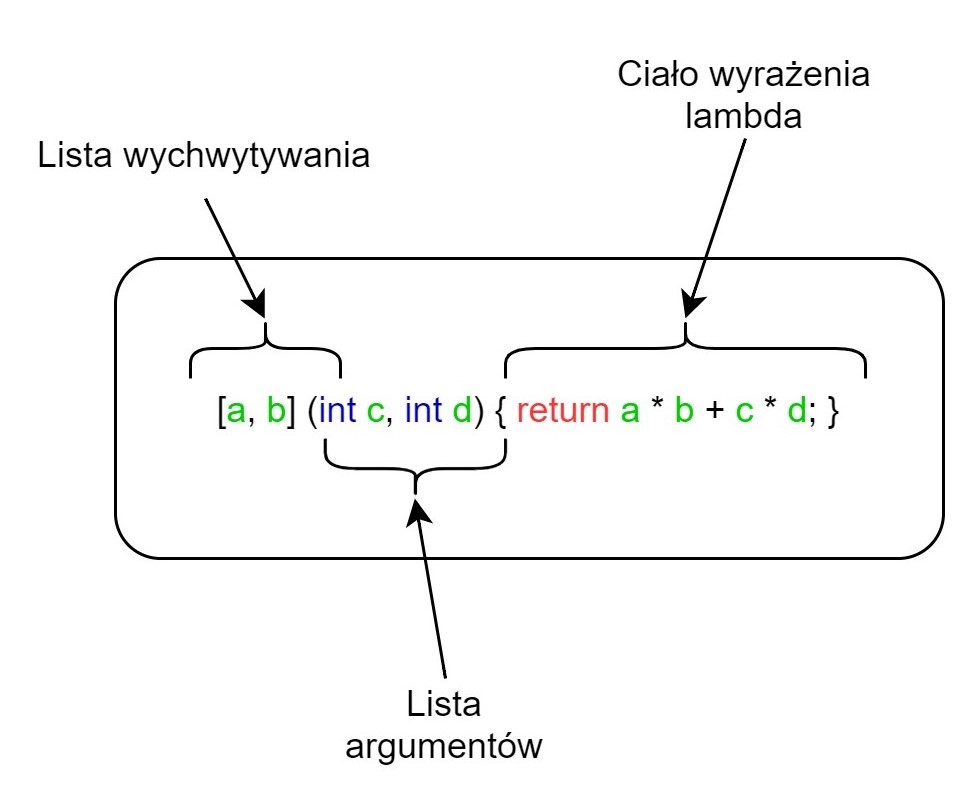 Ciało wyrażenia
lambda
Lista wychwytywania
[a, b] (int c, int d) { return a * b + c * d; }
Lista
argumentów